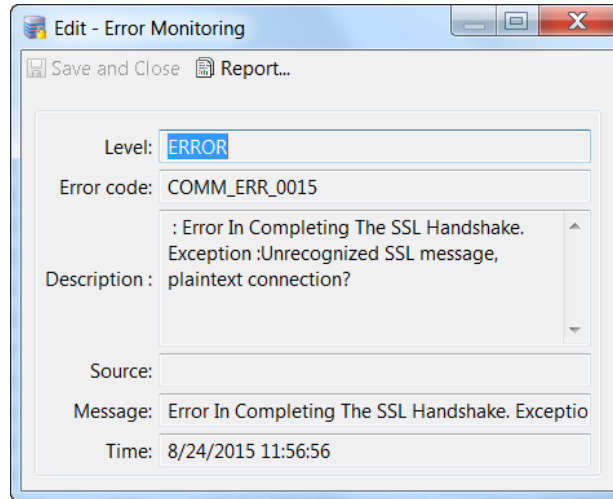 Edit - Error Monitoring
Save and Close Report...
Level: ERROR
Error code: COMM_ERR_0015
: Error In Completing The SSL Handshake.
Exception :Unrecognized SSL message,
Description : plaintext connection?
Source:
Message: Error In Completing The SSL Handshake. Exceptio
Time: 8/24/2015 11:56:56